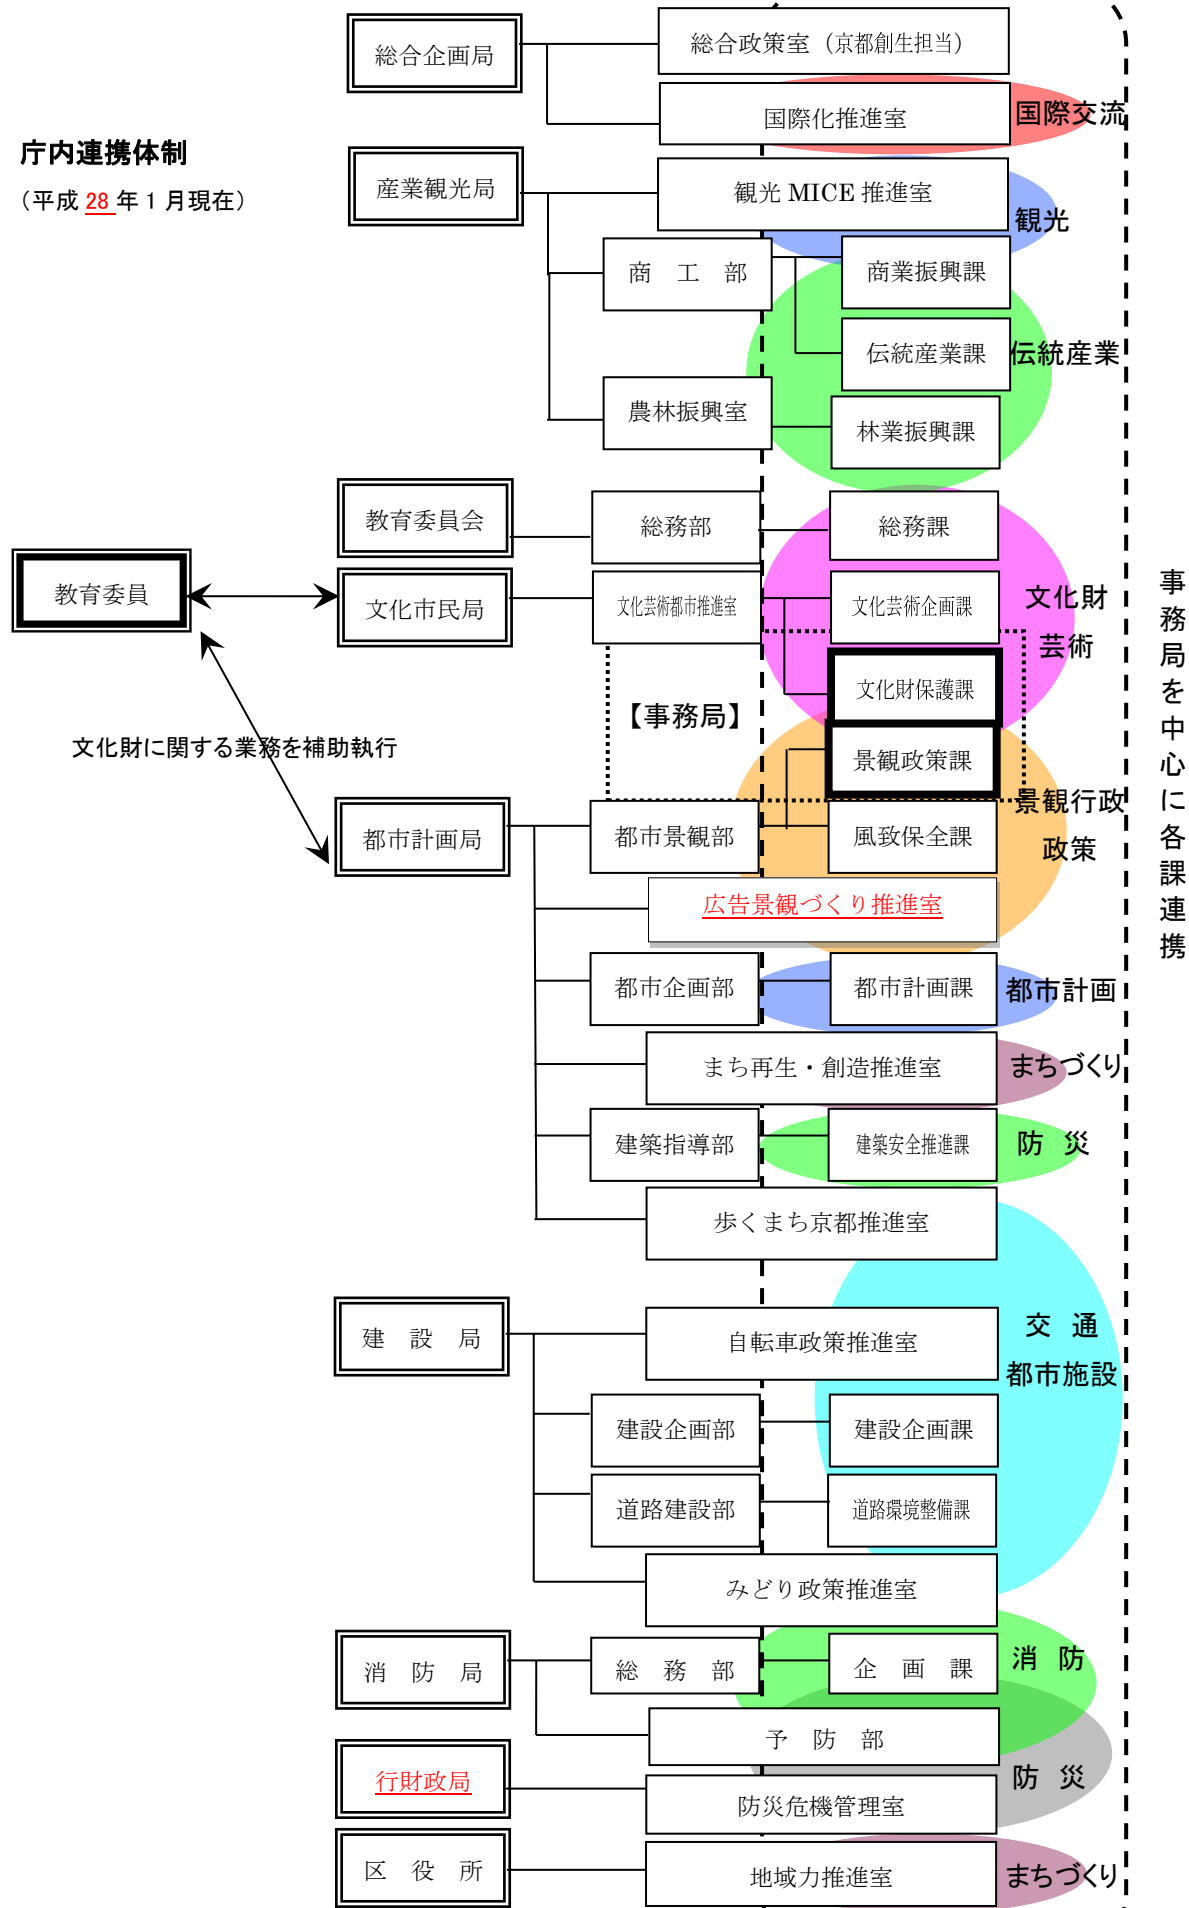 総合企画局
総合政策室（京都創生担当）
国際化推進室
国際交流
庁内連携体制
（平成 28 年 1 月現在）
産業観光局
観光 MICE 推進室
観光
商　工　部
商業振興課
伝統産業課
伝統産業
農林振興室
林業振興課
教育委員会
総務部
総務課
教育委員
文化市民局
文化芸術都市推進室
文化芸術企画課
文化財
芸術
文化財保護課
【事務局】
景観政策課
文化財に関する業務を補助執行
景観行政
政策
都市計画局
都市景観部
風致保全課
広告景観づくり推進室
都市企画部
都市計画課
都市計画
まち再生・創造推進室
まちづくり
建築指導部
建築安全推進課
防　災
歩くまち京都推進室
建　設　局
自転車政策推進室
交　通
都市施設
建設企画部
建設企画課
道路建設部
道路環境整備課
みどり政策推進室
消　防　局
総　務　部
企　画　課
消　防
予　防　部
行財政局
防災危機管理室
防　災
区　役　所
地域力推進室
まちづくり
事務局を中心に各課連携